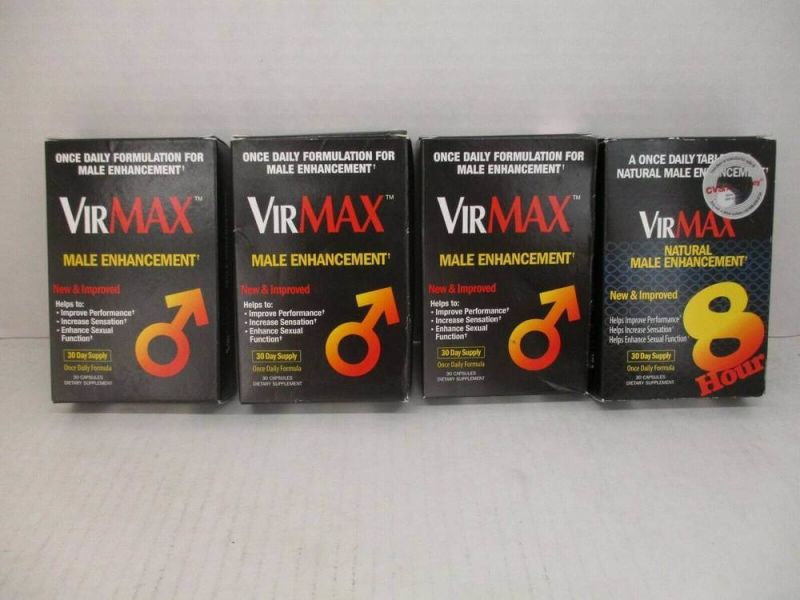 ONCE DAILY FORMULATION FOR
MALE ENHANCEMENT†
VIRMAX™
MALE ENHANCEMENT†
New & Improved
Helps to:
• Improve Performance†
• Increase Sensation†
• Enhance Sexual
Function†
30 Day Supply
Once Daily Formula
30 CAPSULES
DIETARY SUPPLEMENT
ONCE DAILY FORMULATION FOR
MALE ENHANCEMENT†
VIRMAX™
MALE ENHANCEMENT†
New & Improved
Helps to:
• Improve Performance†
• Increase Sensation†
• Enhance Sexual
Function†
30 Day Supply
Once Daily Formula
30 CAPSULES
DIETARY SUPPLEMENT
ONCE DAILY FORMULATION FOR
MALE ENHANCEMENT†
VIRMAX™
MALE ENHANCEMENT†
New & Improved
Helps to:
• Improve Performance†
• Increase Sensation†
• Enhance Sexual
Function†
30 Day Supply
Once Daily Formula
30 CAPSULES
DIETARY SUPPLEMENT
A ONCE DAILY
NATURAL MALE
VIRMAX
NATURAL
MALE ENHANCEMENT†
New & Improved
Helps Improve Performance†
Helps Increase Sensation†
Helps Enhance Sexual Function†
8
Hour
30 Day Supply
Once Daily Formula
30 CAPSULES
DIETARY SUPPLEMENT